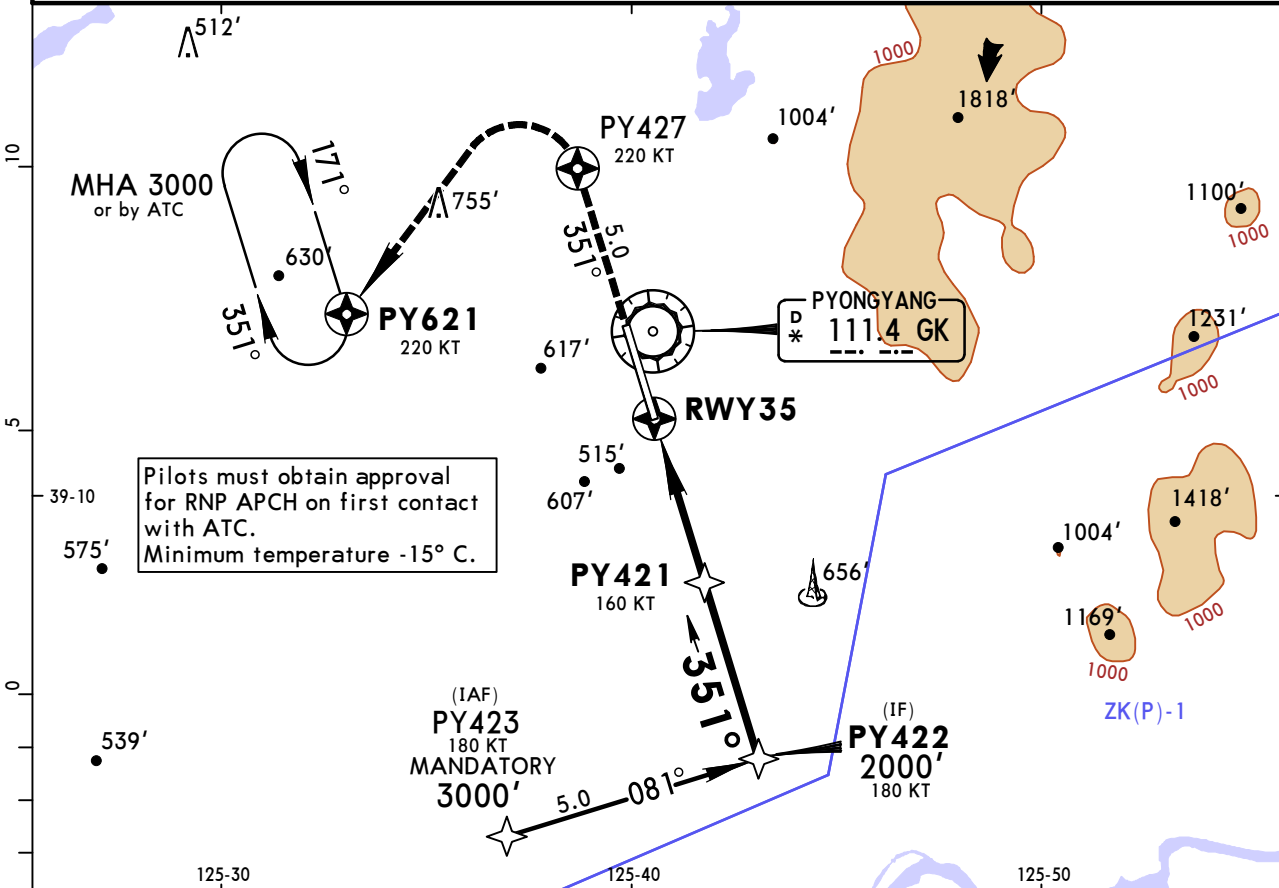 512'
1000
1818'
1004'
PY427
220 KT
10
171°
MHA 3000
or by ATC
755'
1100'
1000
5.0
351°
630'
PY621
220 KT
351°
PYONGYANG
D
* 111.4 GK
1231'
1000
617'
RWY35
5
515'
607'
Pilots must obtain approval
for RNP APCH on first contact
with ATC.
Minimum temperature -15° C.
39-10
575'
1418'
1004'
PY421
160 KT
656'
1000
1169'
1000
351°
0
(IAF)
PY423
180 KT
MANDATORY
3000'
(IF)
PY422
2000'
180 KT
ZK(P)-1
539'
5.0
081°
125-30
125-40
125-50